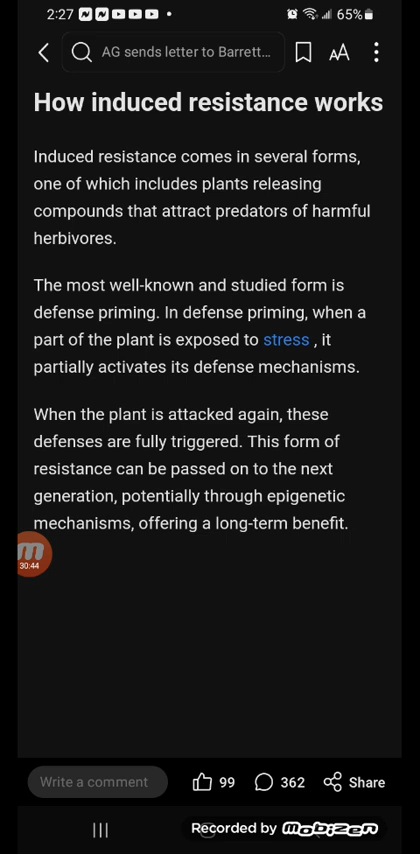 2:27
65%
AG sends letter to Barrett...
AA
How induced resistance works
Induced resistance comes in several forms,
one of which includes plants releasing
compounds that attract predators of harmful
herbivores.
The most well-known and studied form is
defense priming. In defense priming, when a
part of the plant is exposed to stress , it
partially activates its defense mechanisms.
When the plant is attacked again, these
defenses are fully triggered. This form of
resistance can be passed on to the next
generation, potentially through epigenetic
mechanisms, offering a long-term benefit.
m
30:44
Write a comment
99
362
Share
Recorded by mobizen